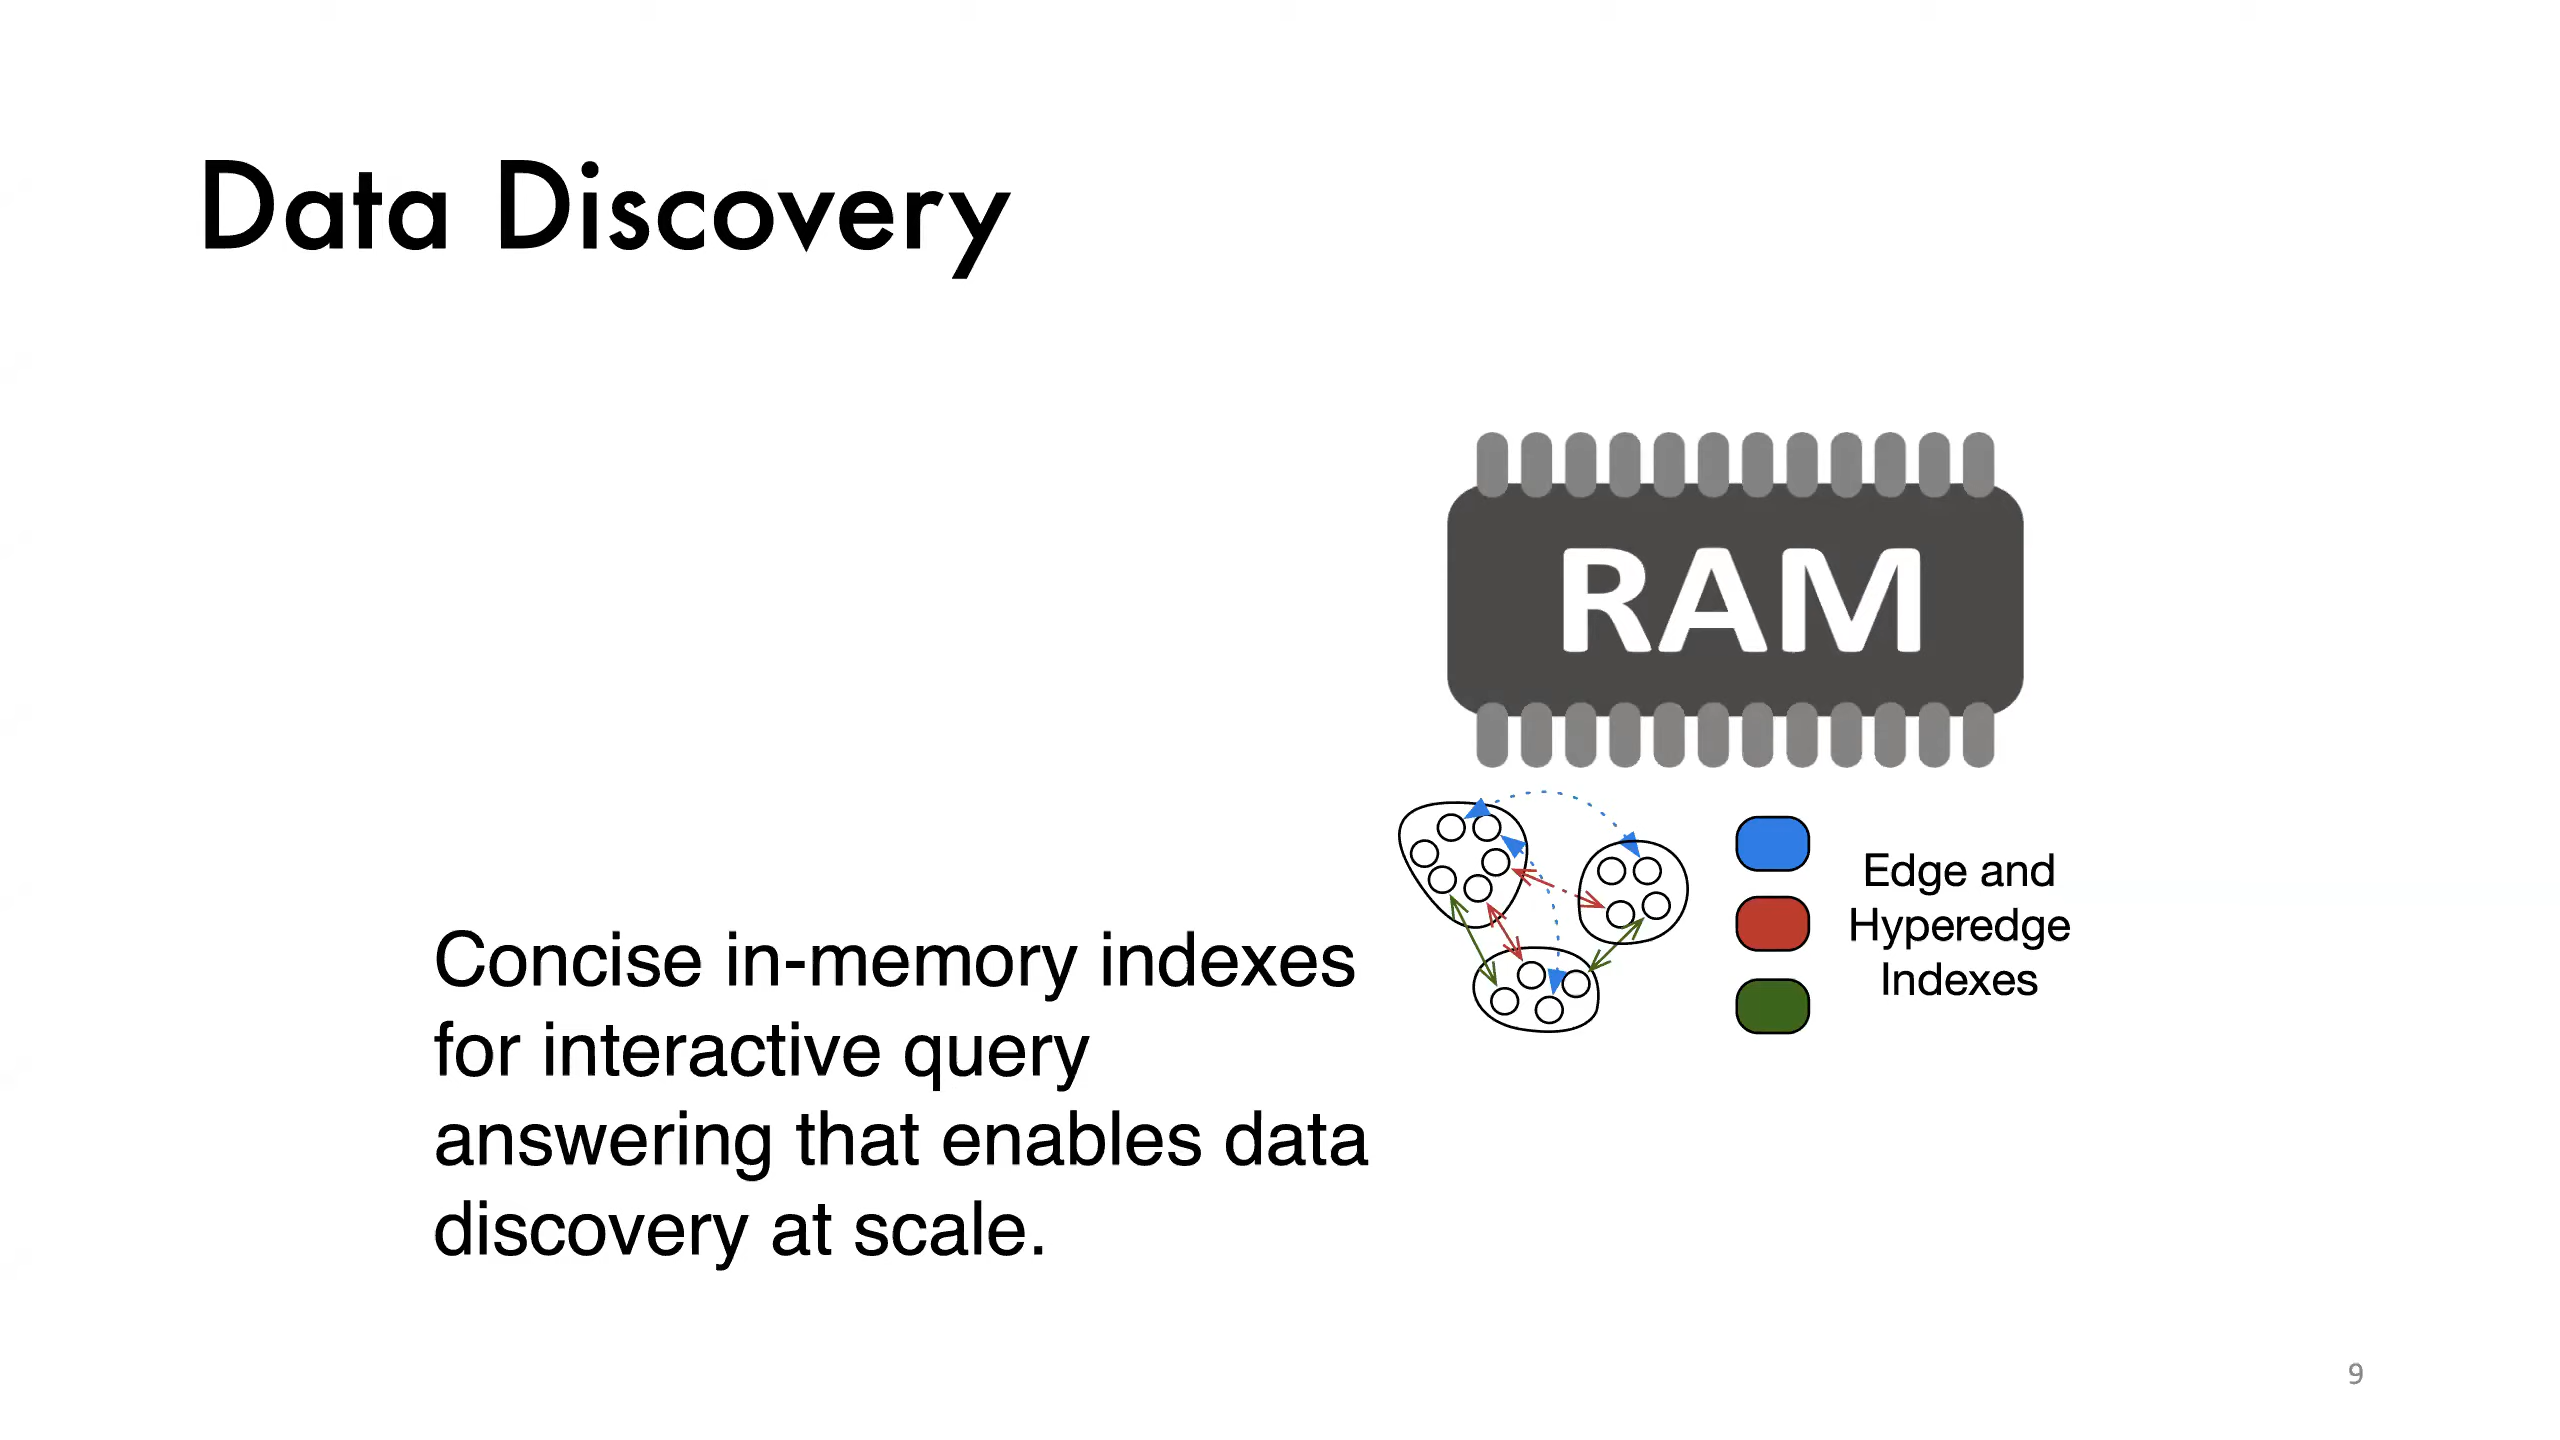 Data Discovery
RAM
Edge and
Hyperedge
Indexes
Concise in-memory indexes
for interactive query
answering that enables data
discovery at scale.
9